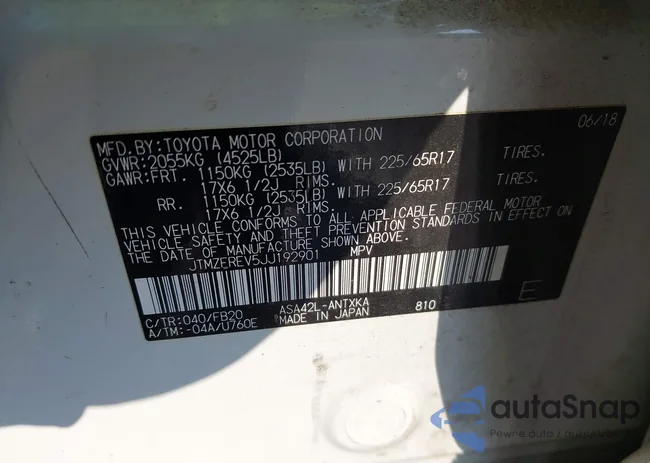 MFD. BY: TOYOTA MOTOR CORPORATION 06/18
GVWR: 2055KG (4525LB)
GAWR: FRT. 1150KG (2535LB) WITH 225/65R17 TIRES.
17X6 1/2J RIMS.
RR. 1150KG (2535LB) WITH 225/65R17 TIRES.
17X6 1/2J RIMS.
THIS VEHICLE CONFORMS TO ALL APPLICABLE FEDERAL MOTOR
VEHICLE SAFETY AND THEFT PREVENTION STANDARDS IN EFFECT ON
THE DATE OF MANUFACTURE SHOWN ABOVE.
JTMZEREV5JJ192901 MPV
C/TR: 040/FB20 ASA42L-ANTXKA 810 E
A/TM: -04A/U760E MADE IN JAPAN
autaSnap
Pewne auta z